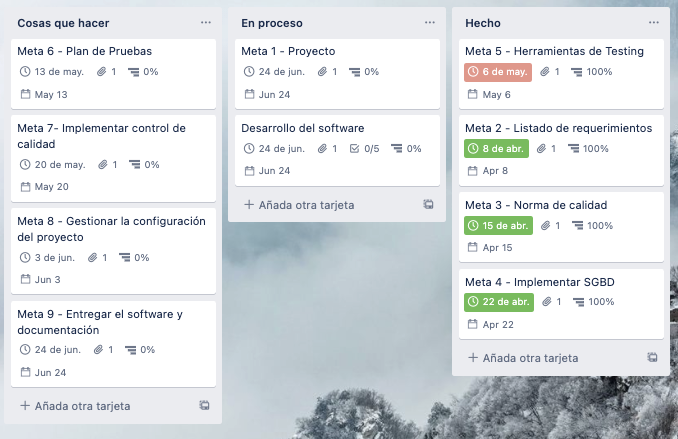 Cosas que hacer
Meta 6 - Plan de Pruebas
13 de may. 1 0%
May 13
Meta 7- Implementar control de
calidad
20 de may. 1 0%
May 20
Meta 8 - Gestionar la configuración
del proyecto
3 de jun. 1 0%
Jun 3
Meta 9 - Entregar el software y
documentación
24 de jun. 1 0%
Jun 24
+ Añada otra tarjeta
En proceso
Meta 1 - Proyecto
24 de jun. 1 0%
Jun 24
Desarrollo del software
24 de jun. 1 0/5 0%
Jun 24
+ Añada otra tarjeta
Hecho
Meta 5 - Herramientas de Testing
6 de may. 1 100%
May 6
Meta 2 - Listado de requerimientos
8 de abr. 1 100%
Apr 8
Meta 3 - Norma de calidad
15 de abr. 1 100%
Apr 15
Meta 4 - Implementar SGBD
22 de abr. 1 100%
Apr 22
+ Añada otra tarjeta